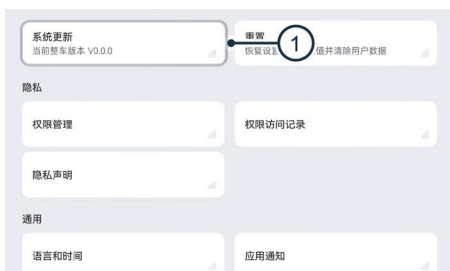 系统更新
当前整车版本 V0.0.0
重置
恢复设 值并清除用户数据
1
隐私
权限管理
权限访问记录
隐私声明
通用
语言和时间
应用通知